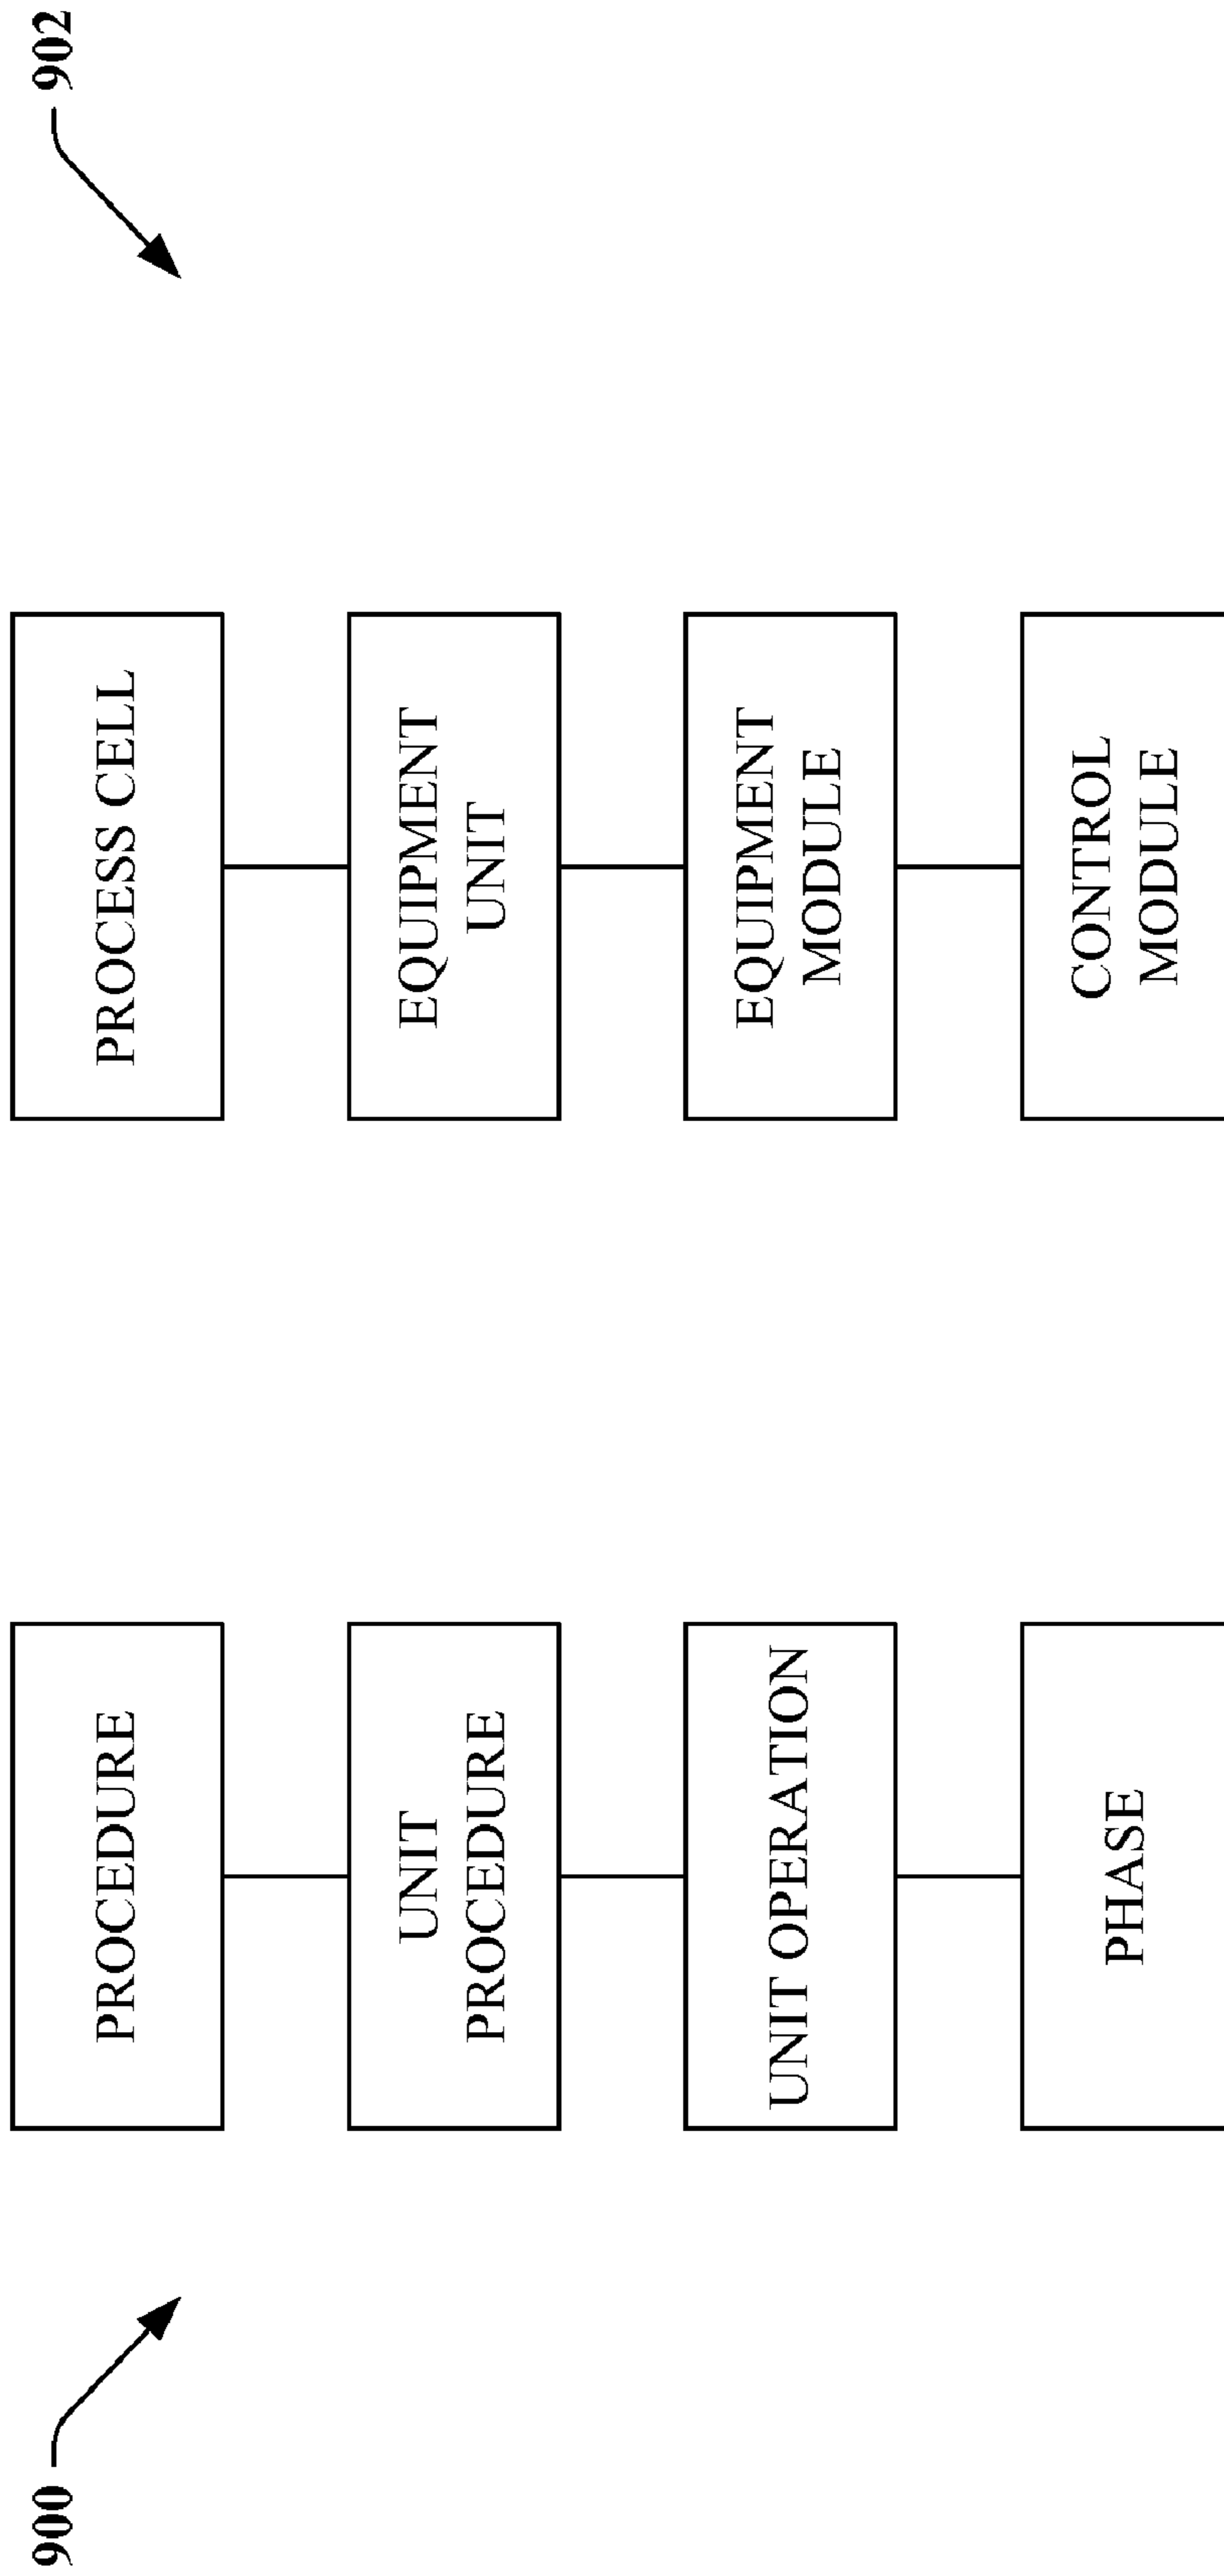 900
902
PROCEDURE
UNIT
PROCEDURE
UNIT OPERATION
PHASE
PROCESS CELL
EQUIPMENT
UNIT
EQUIPMENT
MODULE
CONTROL
MODULE